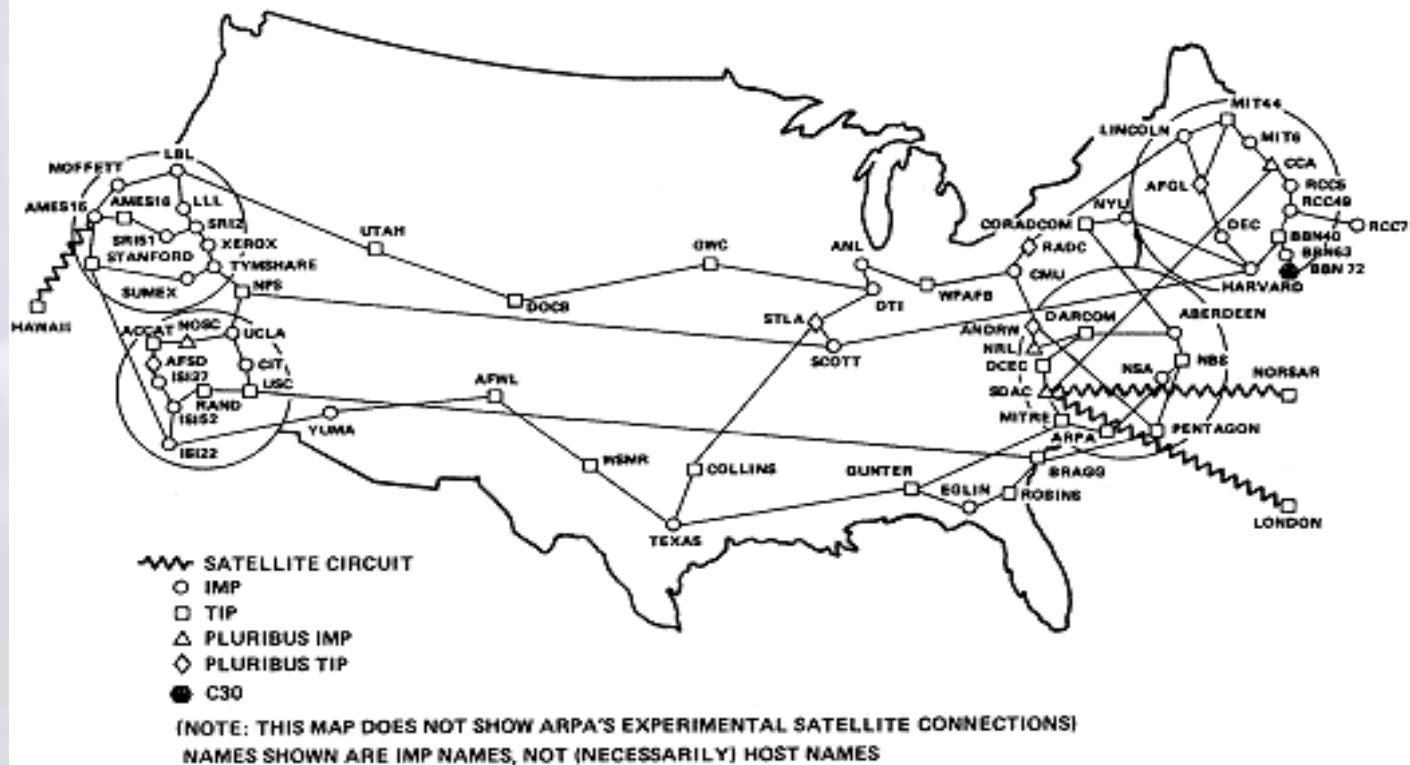 MIT44
LINCOLN
MIT6
CCA
MOFFETT
LBL
AFGL
RCC5
RCC49
AMES15
AMES16
LLL
NYU
RCC7
SRI2
CORADCOM
DEC
SRI51
XEROX
UTAH
GWC
ANL
RADC
BBN40
STANFORD
TYMSHARE
BBN63
BBN 72
SUMEX
NPS
CMU
HARVARD
HAWAII
DOCB
DTI
WPAFB
ACCAT
NOSC
UCLA
STLA
ANDRW
DARCOM
ABERDEEN
SCOTT
NRL
AFSD
CIT
DCEC
NSA
NBS
NORSAR
ISI27
USC
AFWL
SDAC
RAND
ISI52
MITRE
YUMA
ARPA
PENTAGON
ISI22
WSMR
COLLINS
GUNTER
BRAGG
EGLIN
ROBINS
LONDON
TEXAS
SATELLITE CIRCUIT
IMP
TIP
PLURIBUS IMP
PLURIBUS TIP
C30
(NOTE: THIS MAP DOES NOT SHOW ARPA'S EXPERIMENTAL SATELLITE CONNECTIONS)
NAMES SHOWN ARE IMP NAMES, NOT (NECESSARILY) HOST NAMES